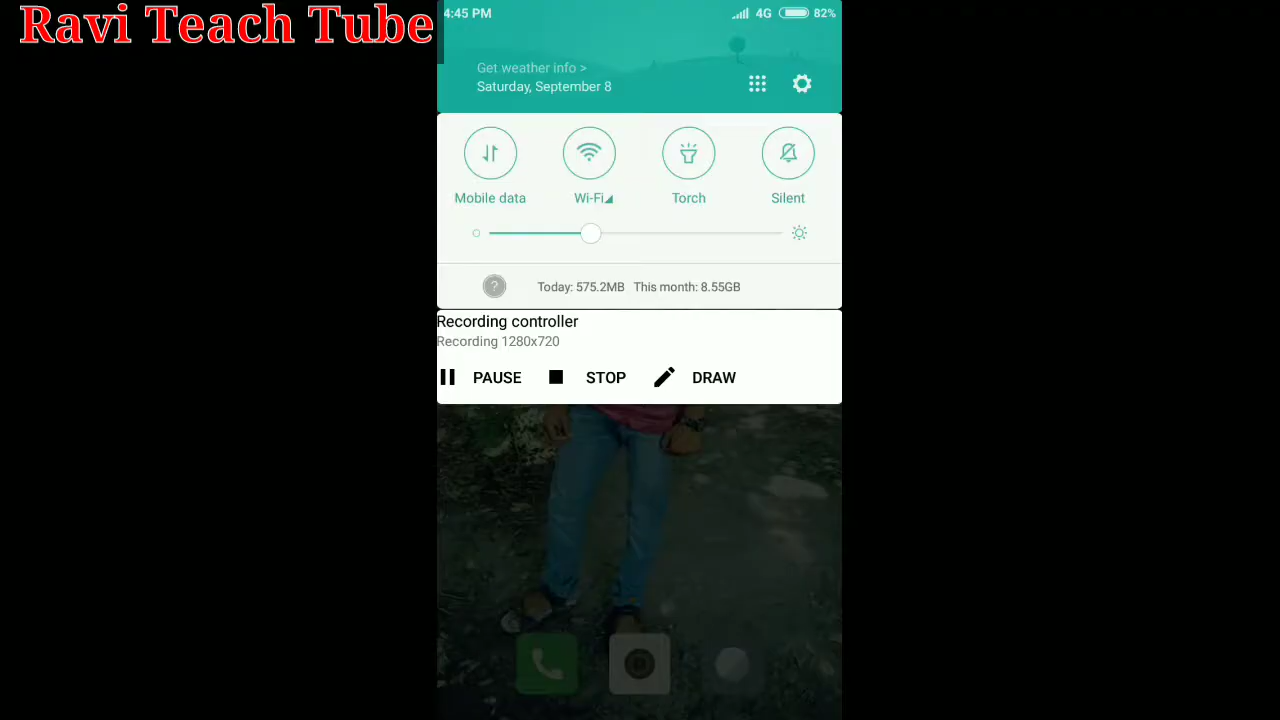 Ravi Teach Tube
4:45 PM 4G 82%
Get weather info >
Saturday, September 8
Mobile data Wi-Fi Torch Silent
? Today: 575.2MB This month: 8.55GB
Recording controller
Recording 1280x720
PAUSE STOP DRAW